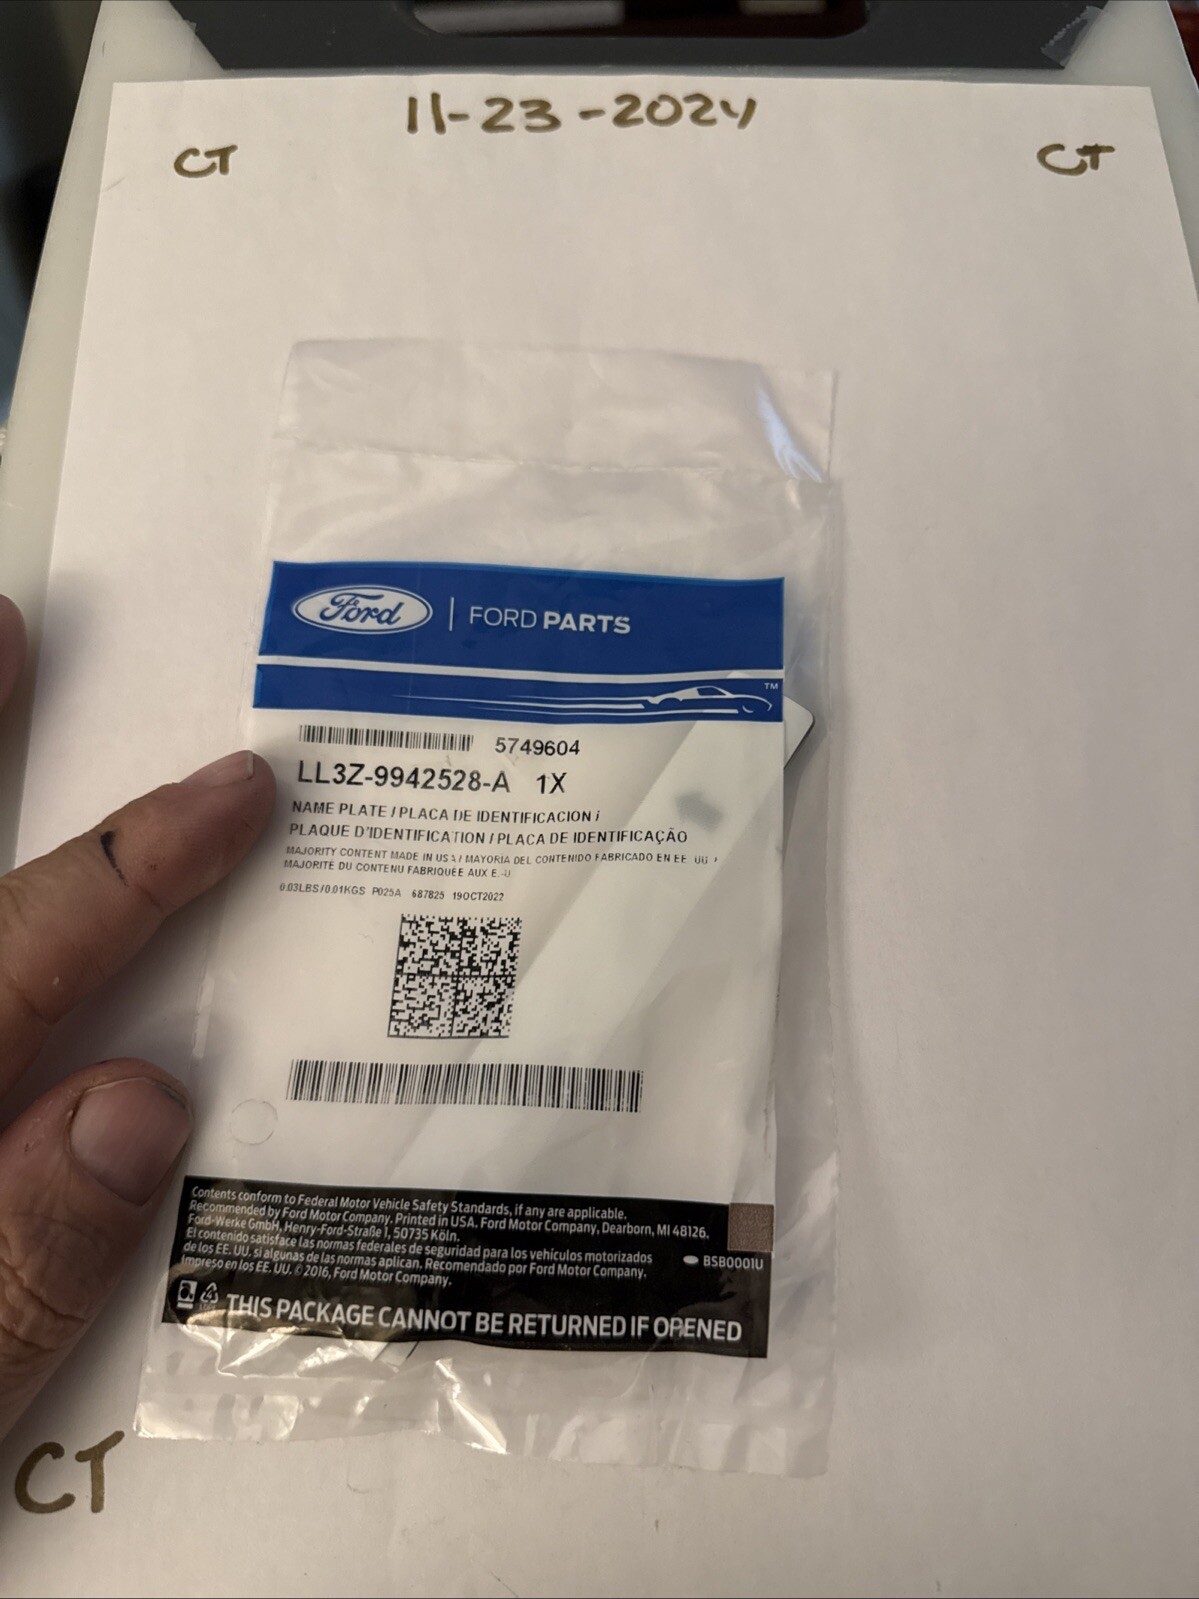 11-23-2024
CT CT
Ford | FORD PARTS
TM
5749604
LL3Z-9942528-A 1X
NAME PLATE / PLACA DE IDENTIFICACION /
PLAQUE D'IDENTIFICATION / PLACA DE IDENTIFICAÇÃO
MAJORITY CONTENT MADE IN USA / MAYORIA DEL CONTENIDO FABRICADO EN EE UU /
MAJORITÉ DU CONTENU FABRIQUÉE AUX E.-U
0.03LBS/0.01KGS P025A 687825 19OCT2022
Contents conform to Federal Motor Vehicle Safety Standards, if any are applicable.
Recommended by Ford Motor Company. Printed in USA. Ford Motor Company, Dearborn, MI 48126.
Ford-Werke GmbH, Henry-Ford-Straße 1, 50735 Köln.
El contenido satisface las normas federales de seguridad para los vehículos motorizados
de los EE. UU. si algunas de las normas aplican. Recomendado por Ford Motor Company.
Impreso en los EE. UU. © 2016, Ford Motor Company.
BSB0001U
THIS PACKAGE CANNOT BE RETURNED IF OPENED
CT